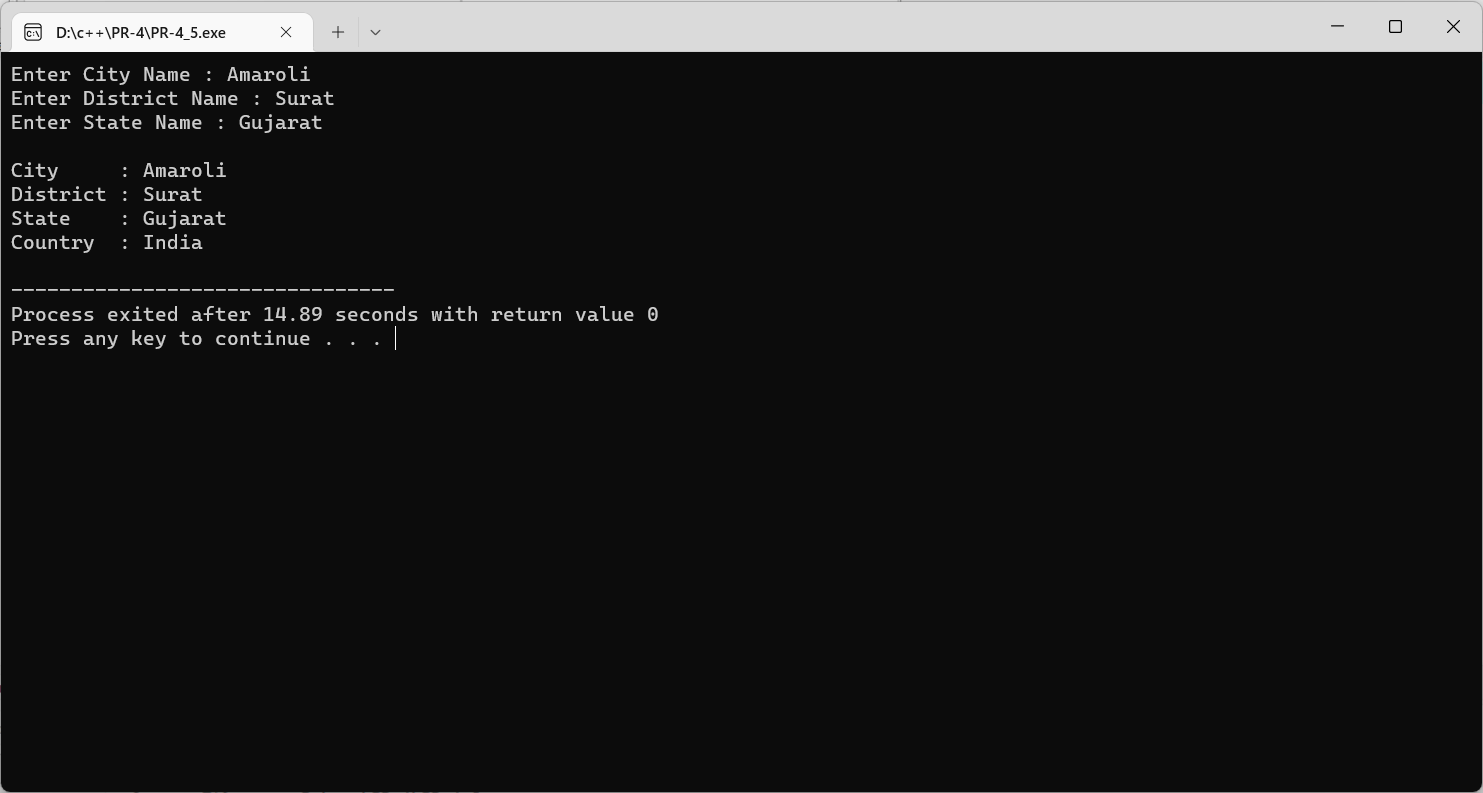 D:\c++\PR-4\PR-4_5.exe
Enter City Name : Amaroli
Enter District Name : Surat
Enter State Name : Gujarat
City     : Amaroli
District : Surat
State    : Gujarat
Country  : India
--------------------------------
Process exited after 14.89 seconds with return value 0
Press any key to continue . . .